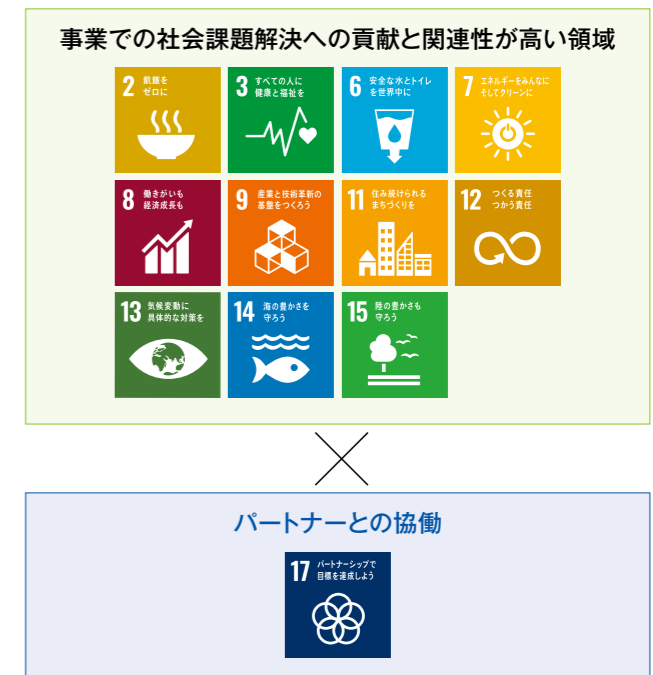 事業での社会課題解決への貢献と関連性が高い領域
2 飢餓を
ゼロに
3 すべての人に
健康と福祉を
6 安全な水とトイレ
を世界中に
7 エネルギーをみんなに
そしてクリーンに
8 働きがいも
経済成長も
9 産業と技術革新の
基盤をつくろう
11 住み続けられる
まちづくりを
12 つくる責任
つかう責任
13 気候変動に
具体的な対策を
14 海の豊かさを
守ろう
15 陸の豊かさも
守ろう
パートナーとの協働
17 パートナーシップで
目標を達成しよう